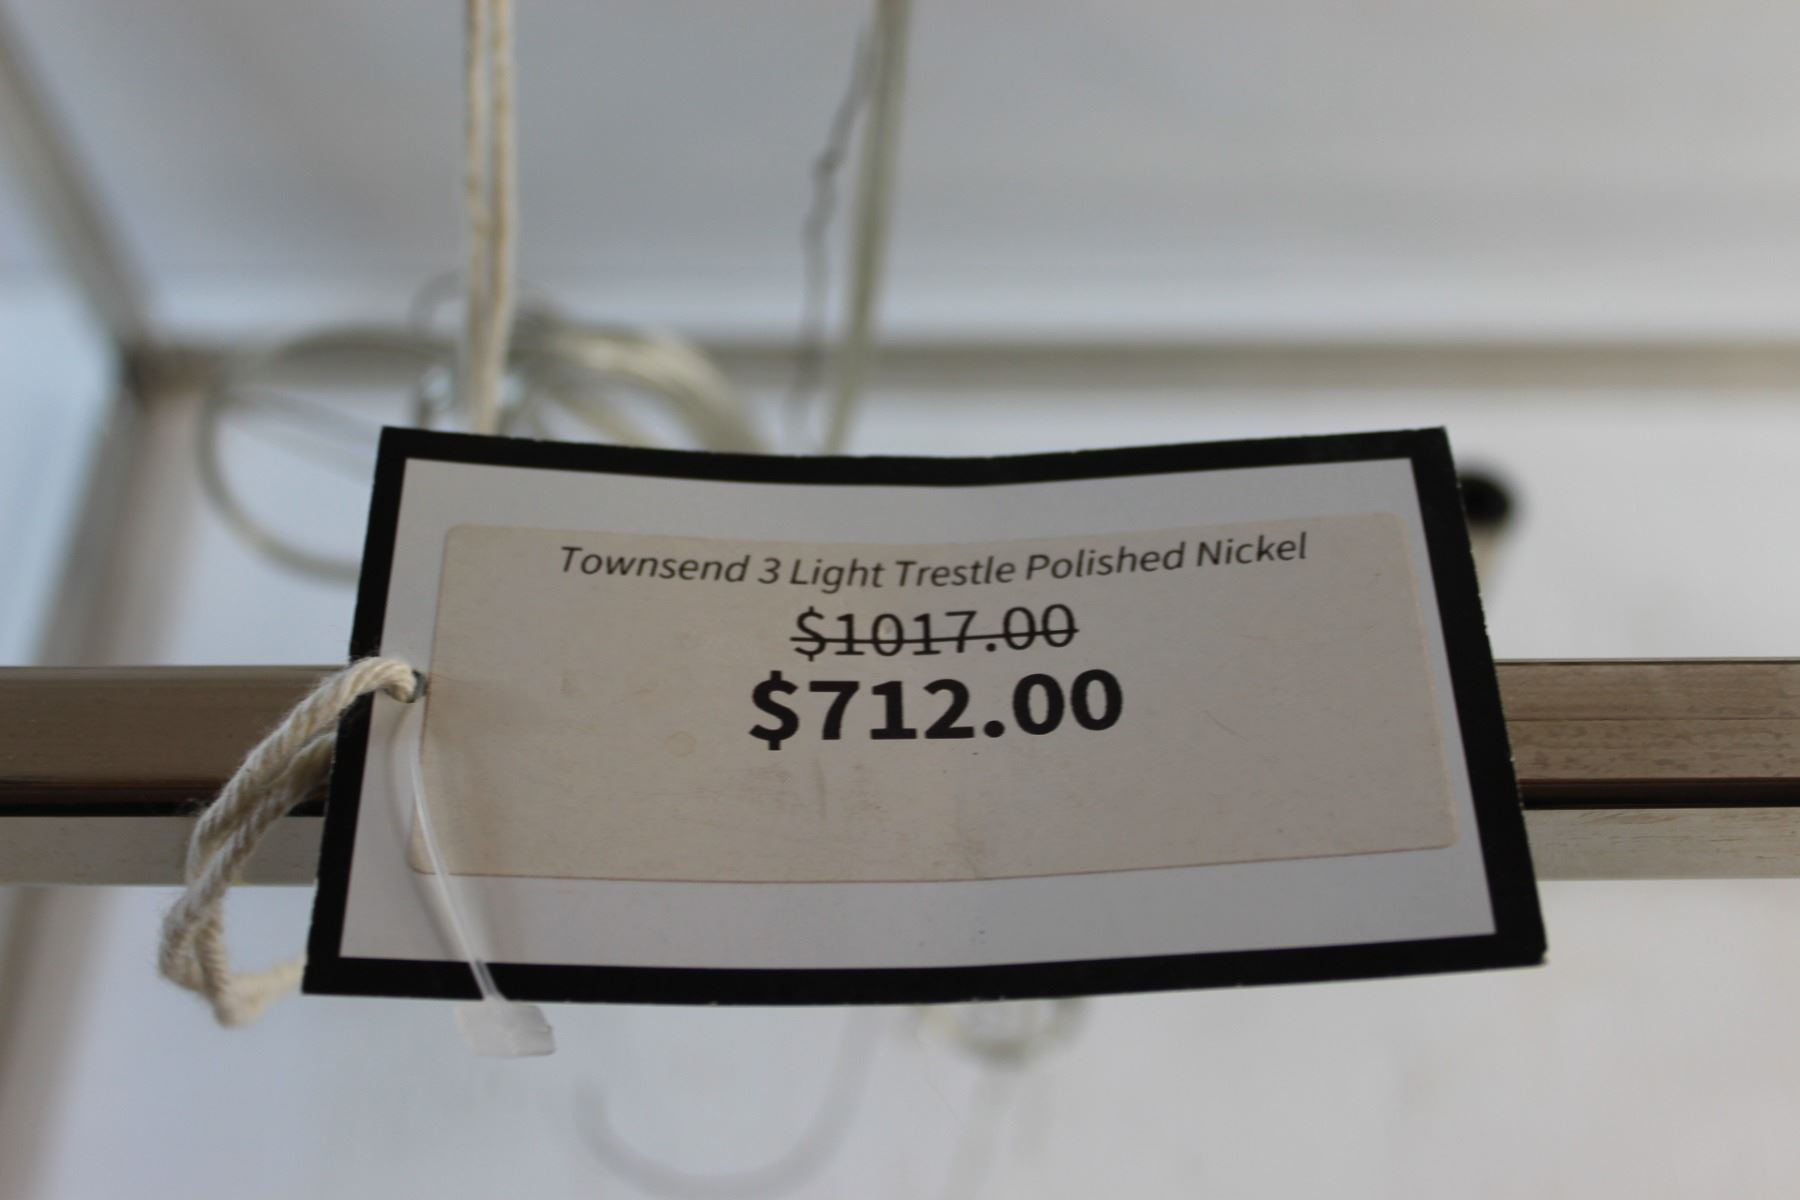 Townsend 3 Light Trestle Polished Nickel
$1017.00
$712.00